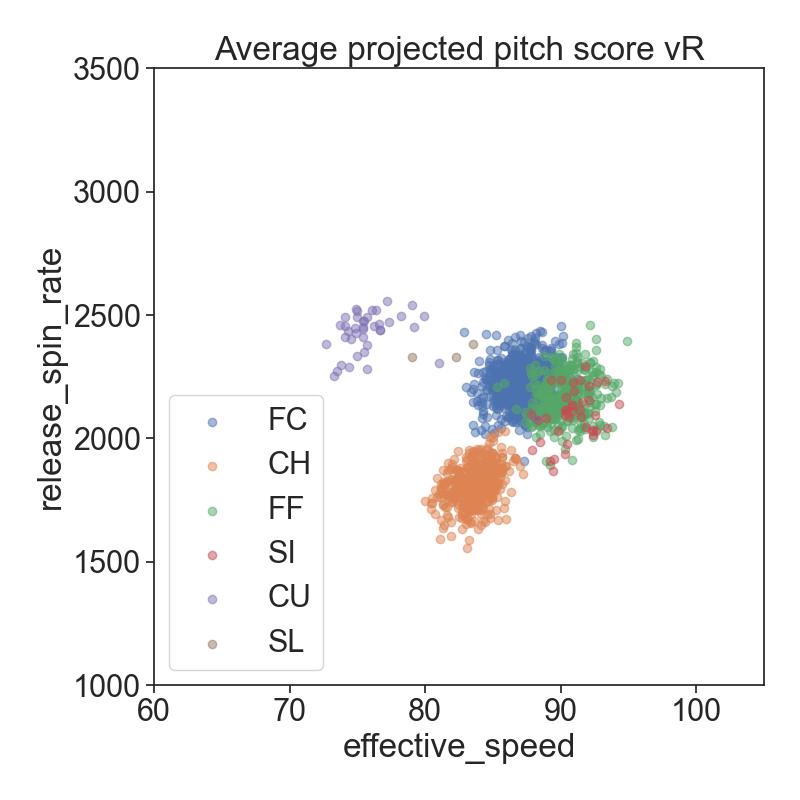 Average projected pitch score vR
3500
3000
2500
2000
1500
1000
release_spin_rate
FC
CH
FF
SI
CU
SL
60 70 80 90 100
effective_speed